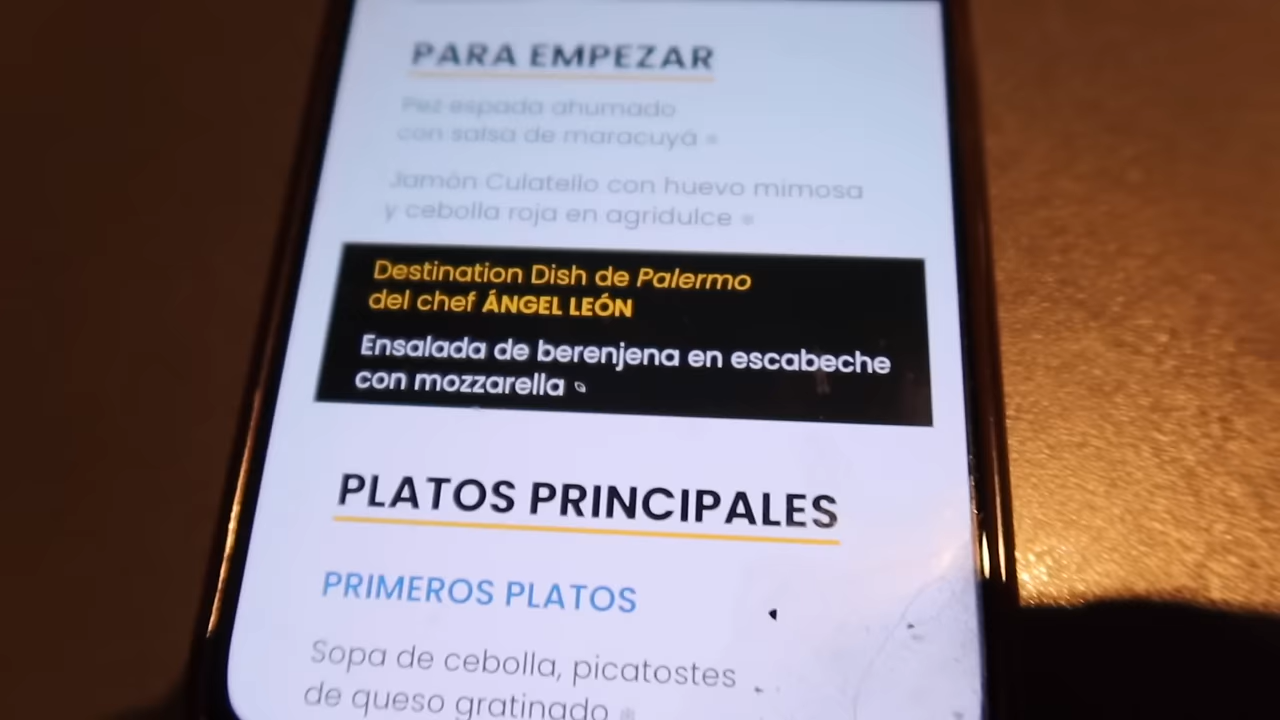 PARA EMPEZAR
Pez espada ahumado
con salsa de maracuyá
Jamón Culatello con huevo mimosa
y cebolla roja en agridulce
Destination Dish de Palermo
del chef ÁNGEL LEÓN
Ensalada de berenjena en escabeche
con mozzarella
PLATOS PRINCIPALES
PRIMEROS PLATOS
Sopa de cebolla, picatostes
de queso gratinado